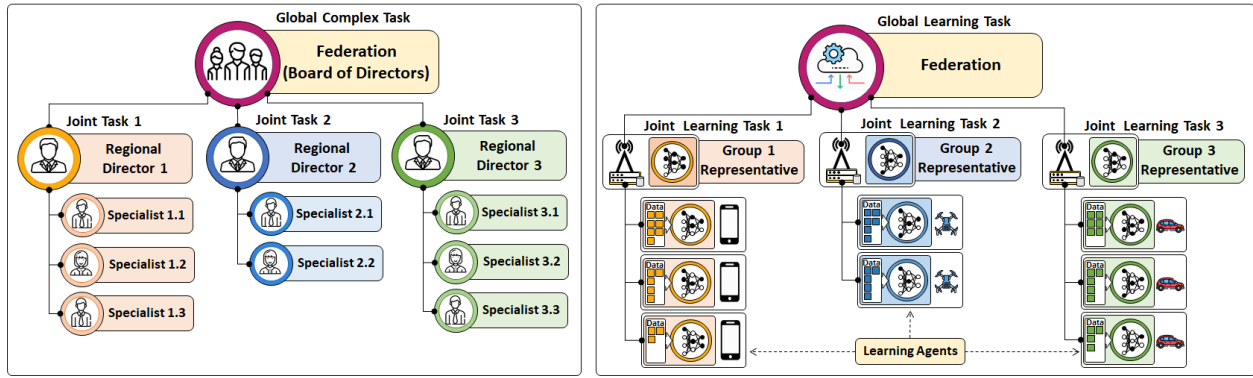 Global Complex Task
Federation
(Board of Directors)
Joint Task 1
Regional
Director 1
Specialist 1.1
Specialist 1.2
Specialist 1.3
Joint Task 2
Regional
Director 2
Specialist 2.1
Specialist 2.2
Joint Task 3
Regional
Director 3
Specialist 3.1
Specialist 3.2
Specialist 3.3
Global Learning Task
Federation
Joint Learning Task 1
Group 1
Representative
Data
Data
Data
Joint Learning Task 2
Group 2
Representative
Data
Data
Joint Learning Task 3
Group 3
Representative
Data
Data
Data
Learning Agents